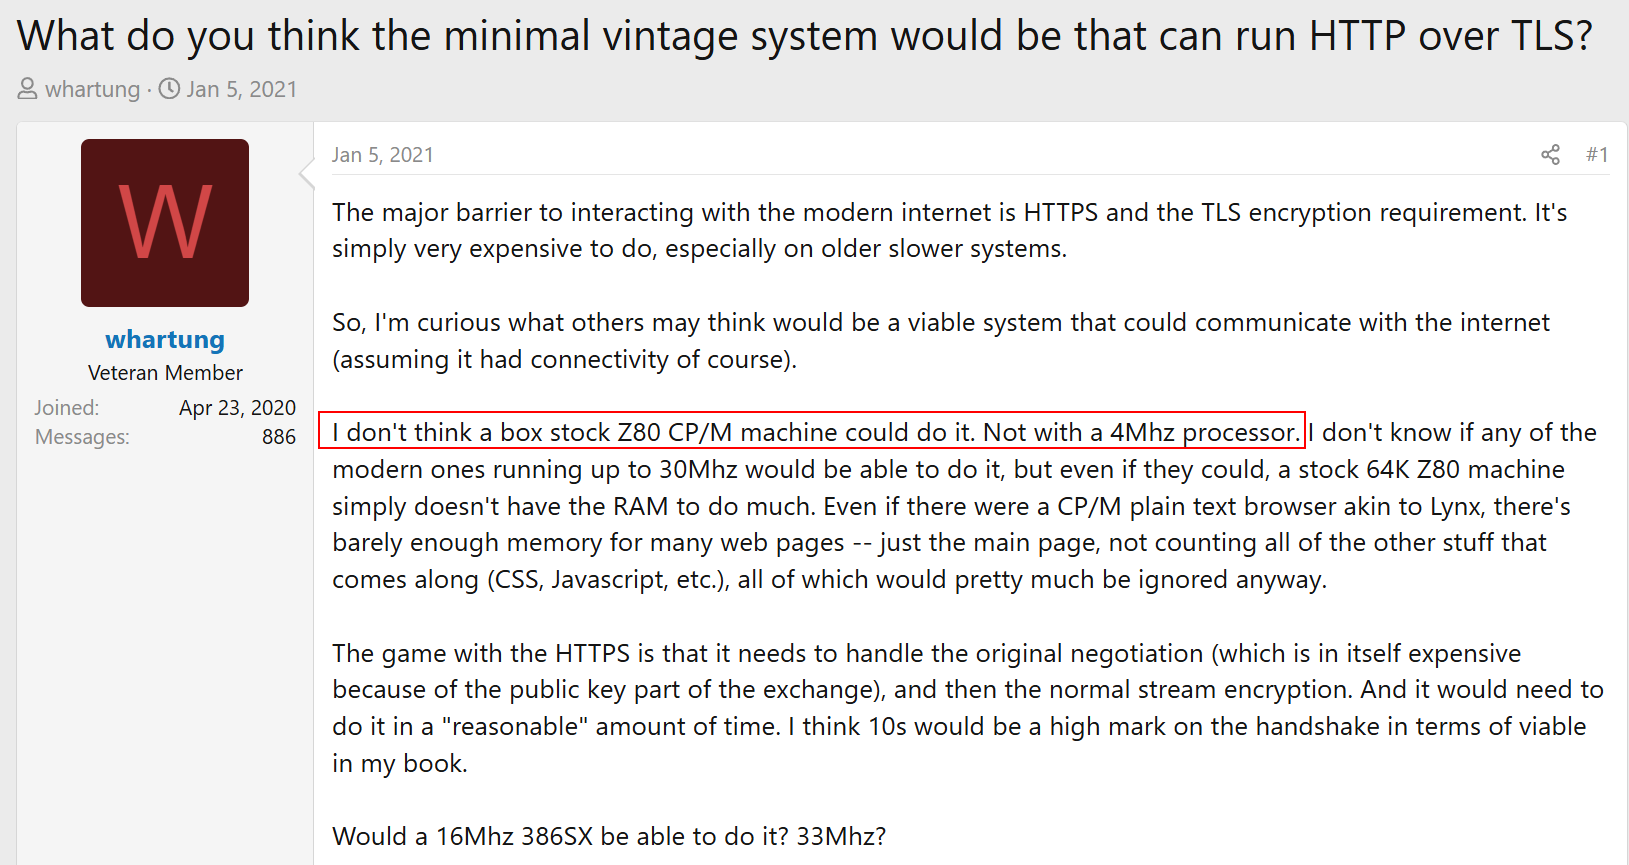 What do you think the minimal vintage system would be that can run HTTP over TLS?
whartung · Jan 5, 2021
W
whartung
Veteran Member
Joined: Apr 23, 2020
Messages: 886
Jan 5, 2021 #1
The major barrier to interacting with the modern internet is HTTPS and the TLS encryption requirement. It's
simply very expensive to do, especially on older slower systems.
So, I'm curious what others may think would be a viable system that could communicate with the internet
(assuming it had connectivity of course).
I don't think a box stock Z80 CP/M machine could do it. Not with a 4Mhz processor. I don't know if any of the
modern ones running up to 30Mhz would be able to do it, but even if they could, a stock 64K Z80 machine
simply doesn't have the RAM to do much. Even if there were a CP/M plain text browser akin to Lynx, there's
barely enough memory for many web pages -- just the main page, not counting all of the other stuff that
comes along (CSS, Javascript, etc.), all of which would pretty much be ignored anyway.
The game with the HTTPS is that it needs to handle the original negotiation (which is in itself expensive
because of the public key part of the exchange), and then the normal stream encryption. And it would need to
do it in a "reasonable" amount of time. I think 10s would be a high mark on the handshake in terms of viable
in my book.
Would a 16Mhz 386SX be able to do it? 33Mhz?